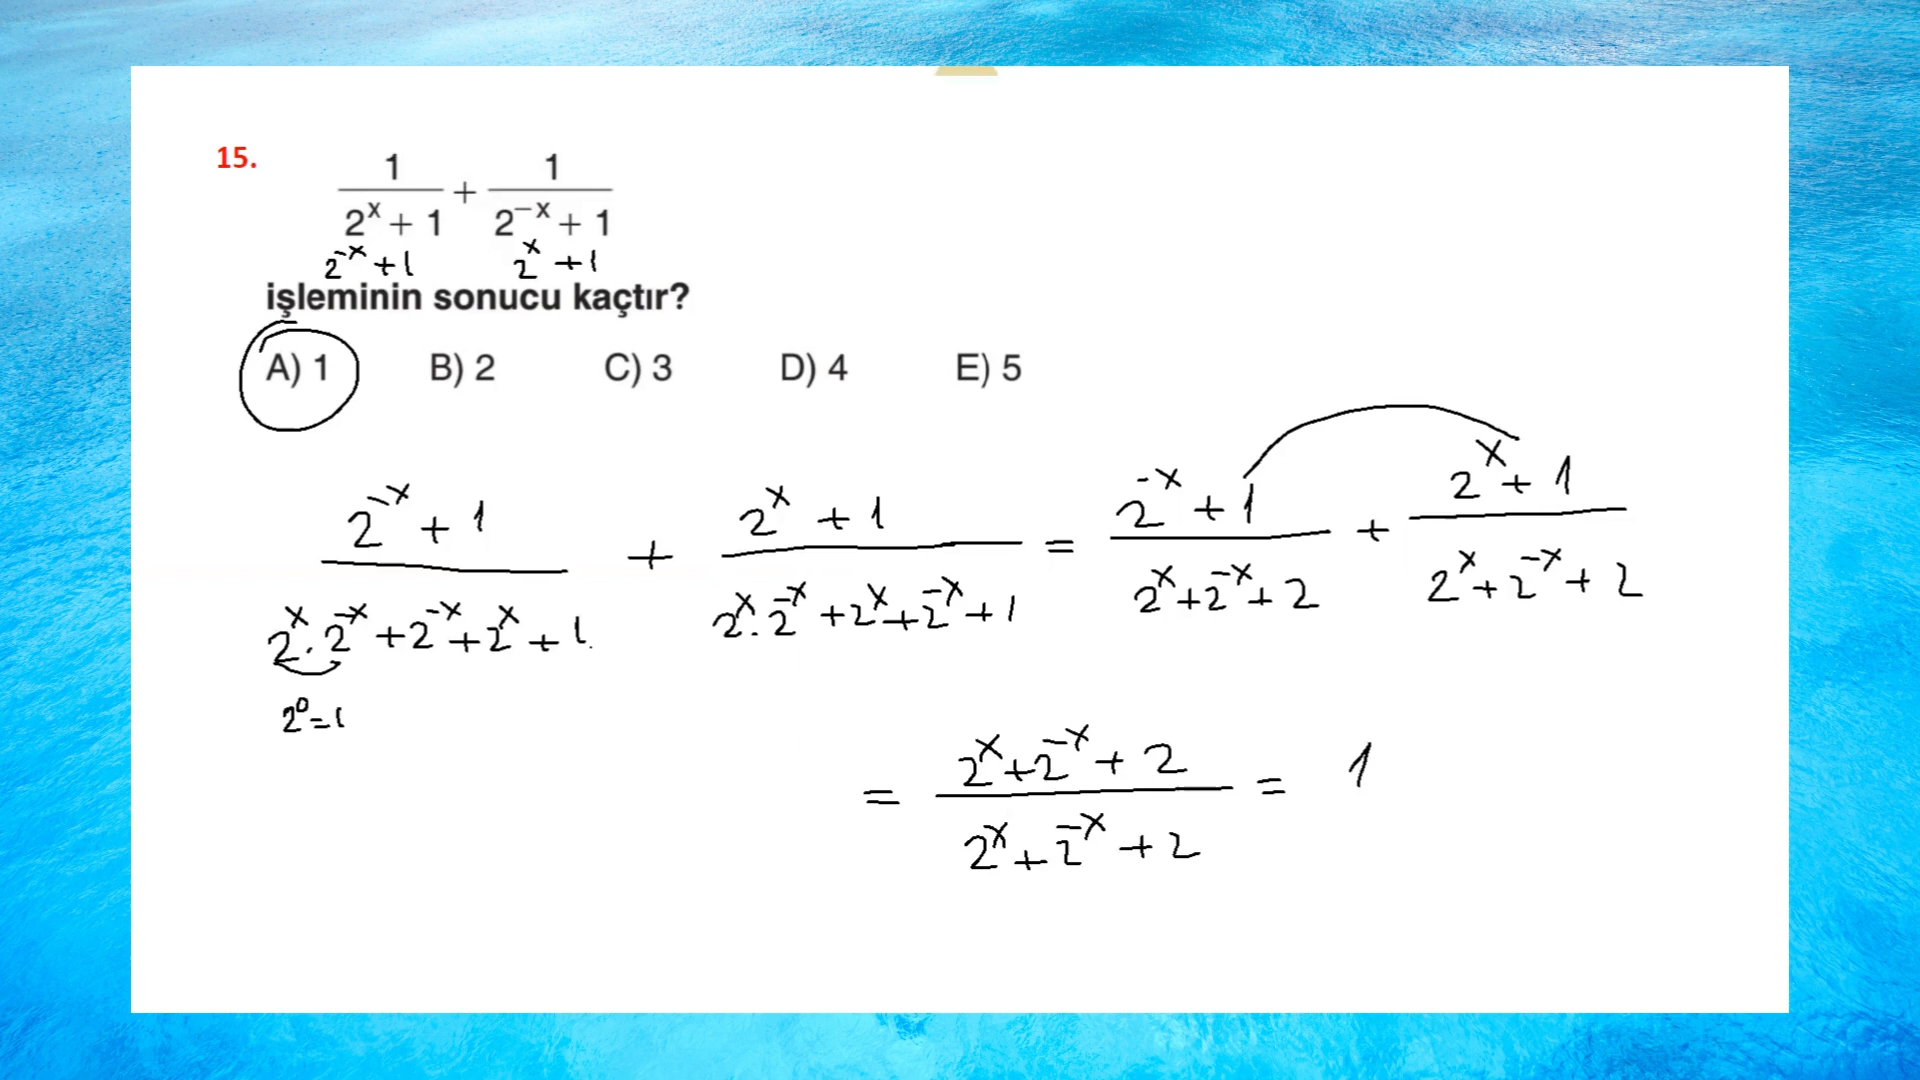 15.
1/(2^x + 1) + 1/(2^-x + 1)
2^-x + 1   2^x + 1
işleminin sonucu kaçtır?
A) 1   B) 2   C) 3   D) 4   E) 5
(2^-x + 1)/(2^x . 2^-x + 2^-x + 2^x + 1) + (2^x + 1)/(2^x . 2^-x + 2^x + 2^-x + 1) = (2^-x + 1)/(2^x + 2^-x + 2) + (2^x + 1)/(2^x + 2^-x + 2)
2^0 = 1
= (2^x + 2^-x + 2)/(2^x + 2^-x + 2) = 1